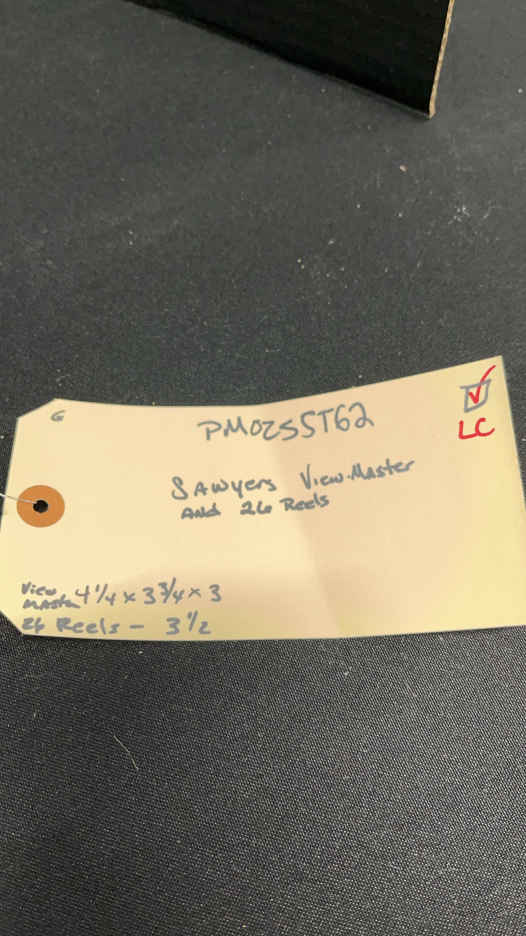 G
PM02S5T62
LC
SAwyers View-Master
And 26 Reels
View Master 4 1/4 x 3 3/4 x 3
26 Reels - 3 1/2